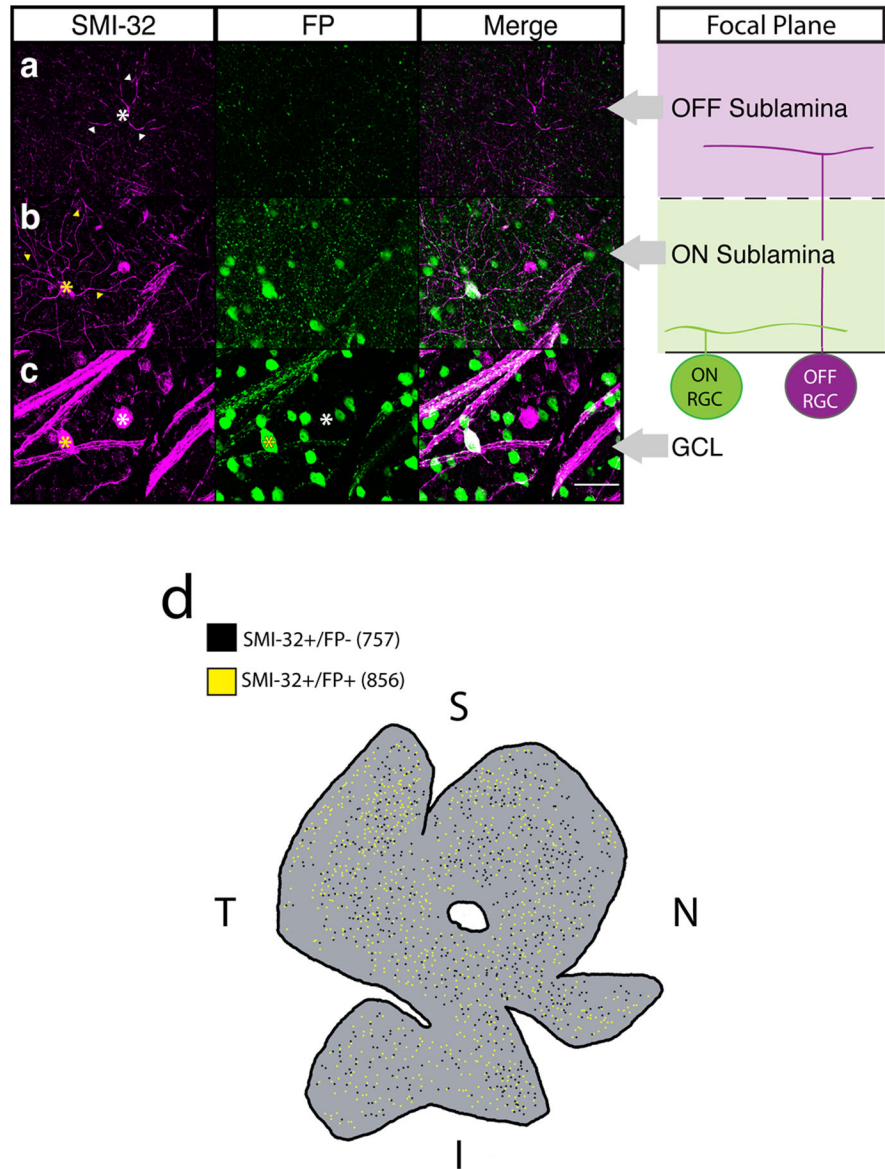 SMI-32 FP Merge Focal Plane
a
OFF Sublamina
b
ON Sublamina
c
ON
RGC
OFF
RGC
GCL
d
SMI-32+/FP- (757)
SMI-32+/FP+ (856)
S
T
N
I